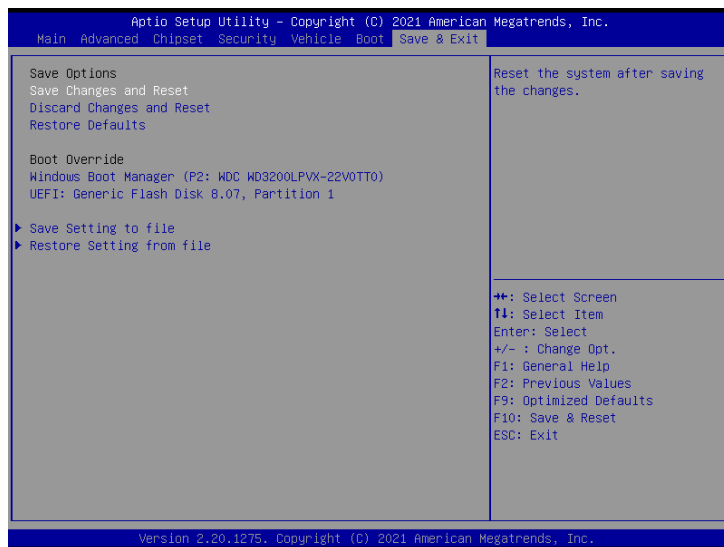 Aptio Setup Utility – Copyright (C) 2021 American Megatrends, Inc.
Main Advanced Chipset Security Vehicle Boot Save & Exit
Save Options
Save Changes and Reset
Discard Changes and Reset
Restore Defaults
Boot Override
Windows Boot Manager (P2: WDC WD3200LPVX-22V0TT0)
UEFI: Generic Flash Disk 8.07, Partition 1
Save Setting to file
Restore Setting from file
Reset the system after saving
the changes.
→←: Select Screen
↑↓: Select Item
Enter: Select
+/- : Change Opt.
F1: General Help
F2: Previous Values
F9: Optimized Defaults
F10: Save & Reset
ESC: Exit
Version 2.20.1275. Copyright (C) 2021 American Megatrends, Inc.